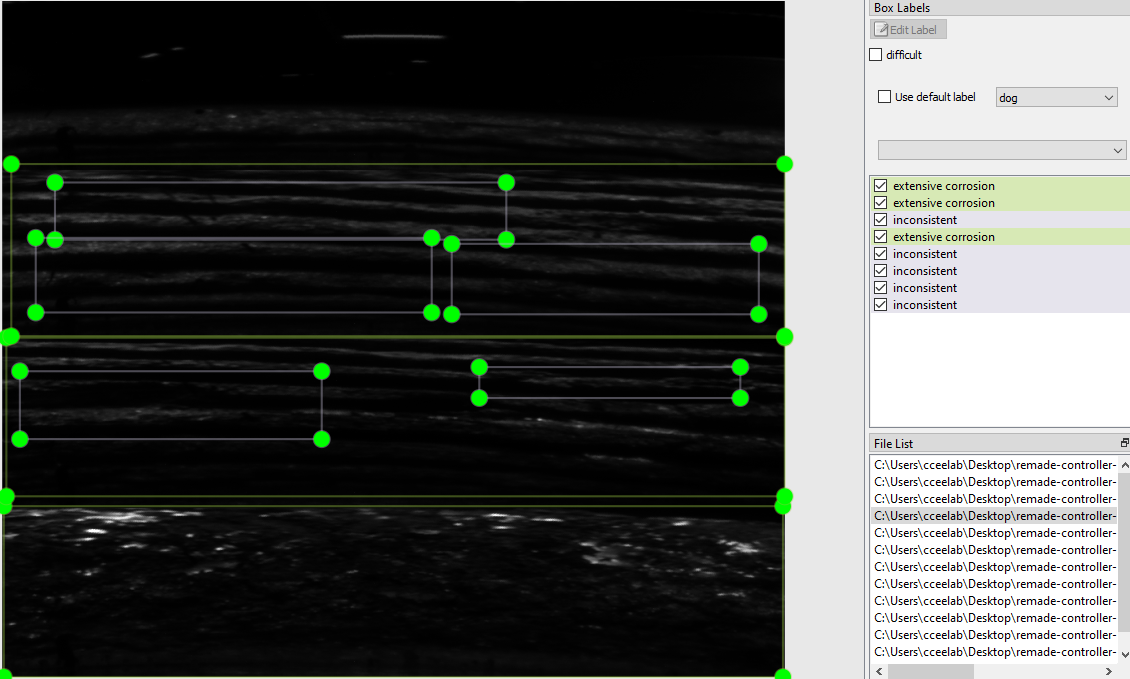 Box Labels
Edit Label
difficult
Use default label
dog
extensive corrosion
extensive corrosion
inconsistent
extensive corrosion
inconsistent
inconsistent
inconsistent
inconsistent
File List
C:\Users\cceelab\Desktop\remade-controller-
C:\Users\cceelab\Desktop\remade-controller-
C:\Users\cceelab\Desktop\remade-controller-
C:\Users\cceelab\Desktop\remade-controller-
C:\Users\cceelab\Desktop\remade-controller-
C:\Users\cceelab\Desktop\remade-controller-
C:\Users\cceelab\Desktop\remade-controller-
C:\Users\cceelab\Desktop\remade-controller-
C:\Users\cceelab\Desktop\remade-controller-
C:\Users\cceelab\Desktop\remade-controller-
C:\Users\cceelab\Desktop\remade-controller-
C:\Users\cceelab\Desktop\remade-controller-